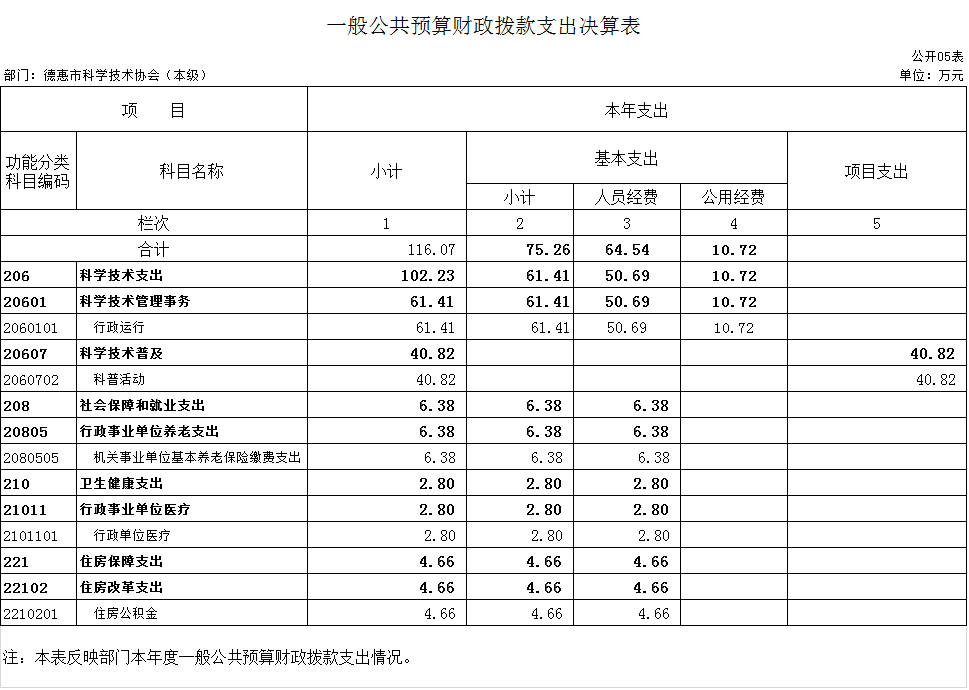 一般公共预算财政拨款支出决算表
公开05表
部门：德惠市科学技术协会（本级） 单位：万元
项 目 本年支出
功能分类科目编码 科目名称 小计 基本支出 项目支出
小计 人员经费 公用经费
栏次 1 2 3 4 5
合计 116.07 75.26 64.54 10.72
206 科学技术支出 102.23 61.41 50.69 10.72
20601 科学技术管理事务 61.41 61.41 50.69 10.72
2060101 行政运行 61.41 61.41 50.69 10.72
20607 科学技术普及 40.82 40.82
2060702 科普活动 40.82 40.82
208 社会保障和就业支出 6.38 6.38 6.38
20805 行政事业单位养老支出 6.38 6.38 6.38
2080505 机关事业单位基本养老保险缴费支出 6.38 6.38 6.38
210 卫生健康支出 2.80 2.80 2.80
21011 行政事业单位医疗 2.80 2.80 2.80
2101101 行政单位医疗 2.80 2.80 2.80
221 住房保障支出 4.66 4.66 4.66
22102 住房改革支出 4.66 4.66 4.66
2210201 住房公积金 4.66 4.66 4.66
注：本表反映部门本年度一般公共预算财政拨款支出情况。